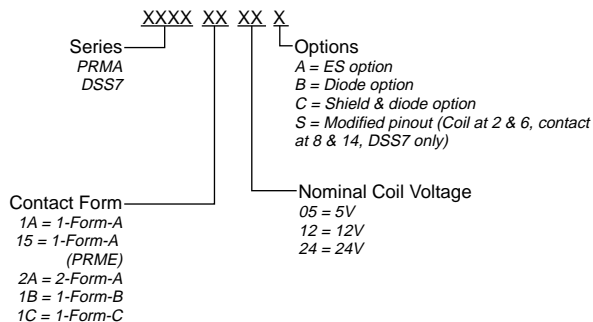 XXXX XX XX X
Series
PRMA
DSS7
Options
A = ES option
B = Diode option
C = Shield & diode option
S = Modified pinout (Coil at 2 & 6, contact
at 8 & 14, DSS7 only)
Contact Form
1A = 1-Form-A
15 = 1-Form-A
(PRME)
2A = 2-Form-A
1B = 1-Form-B
1C = 1-Form-C
Nominal Coil Voltage
05 = 5V
12 = 12V
24 = 24V